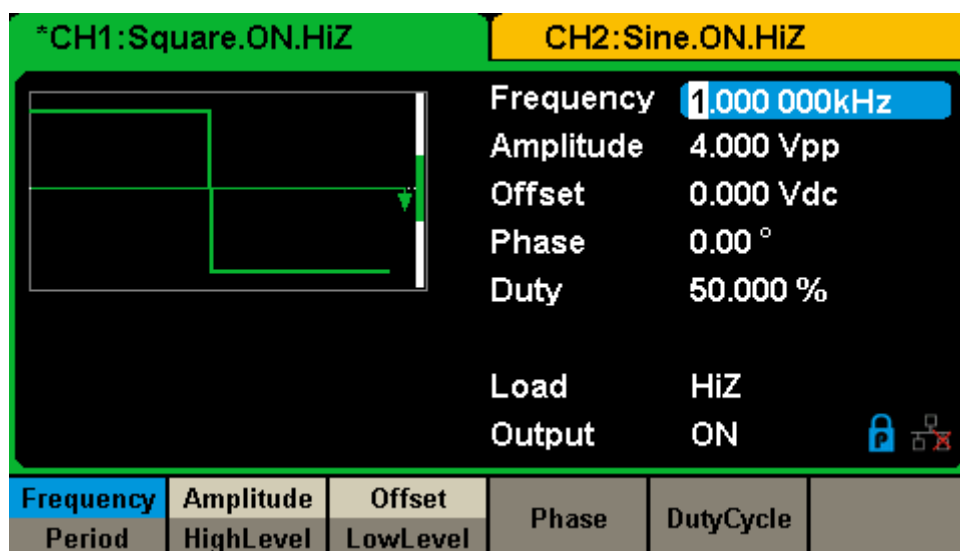 *CH1:Square.ON.HiZ CH2:Sine.ON.HiZ
Frequency 1.000 000kHz
Amplitude 4.000 Vpp
Offset 0.000 Vdc
Phase 0.00 °
Duty 50.000 %
Load HiZ
Output ON
P
Frequency Amplitude Offset Phase DutyCycle
Period HighLevel LowLevel